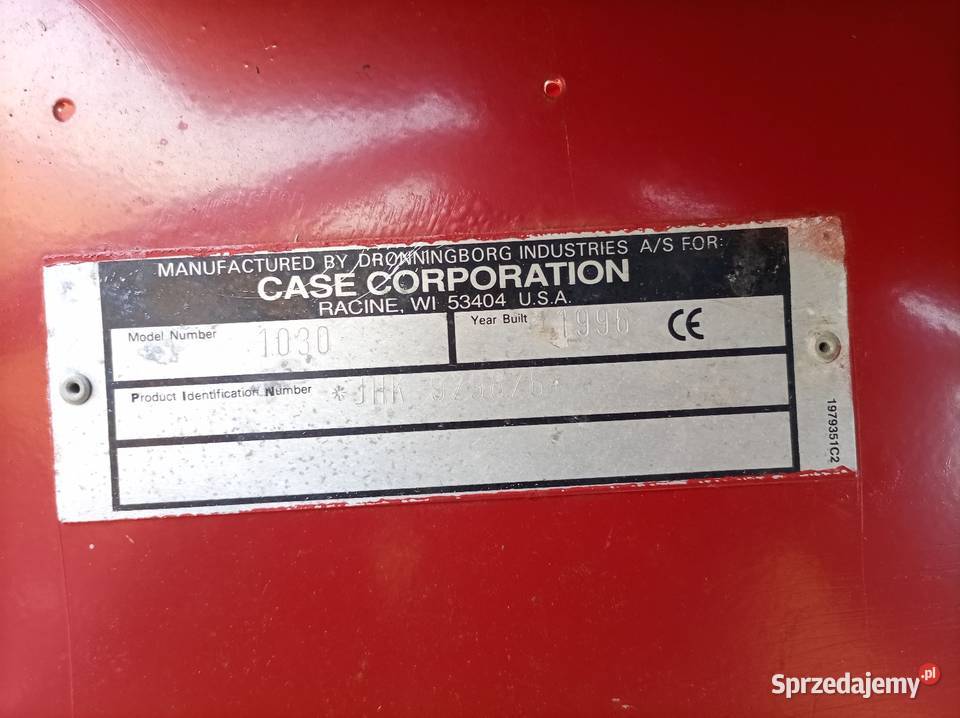 MANUFACTURED BY DRONNINGBORG INDUSTRIES A/S FOR:
CASE CORPORATION
RACINE, WI 53404 U.S.A.
Model Number 1030
Year Built 1996 CE
Product Identification Number
1979351C2
Sprzedajemy.pl